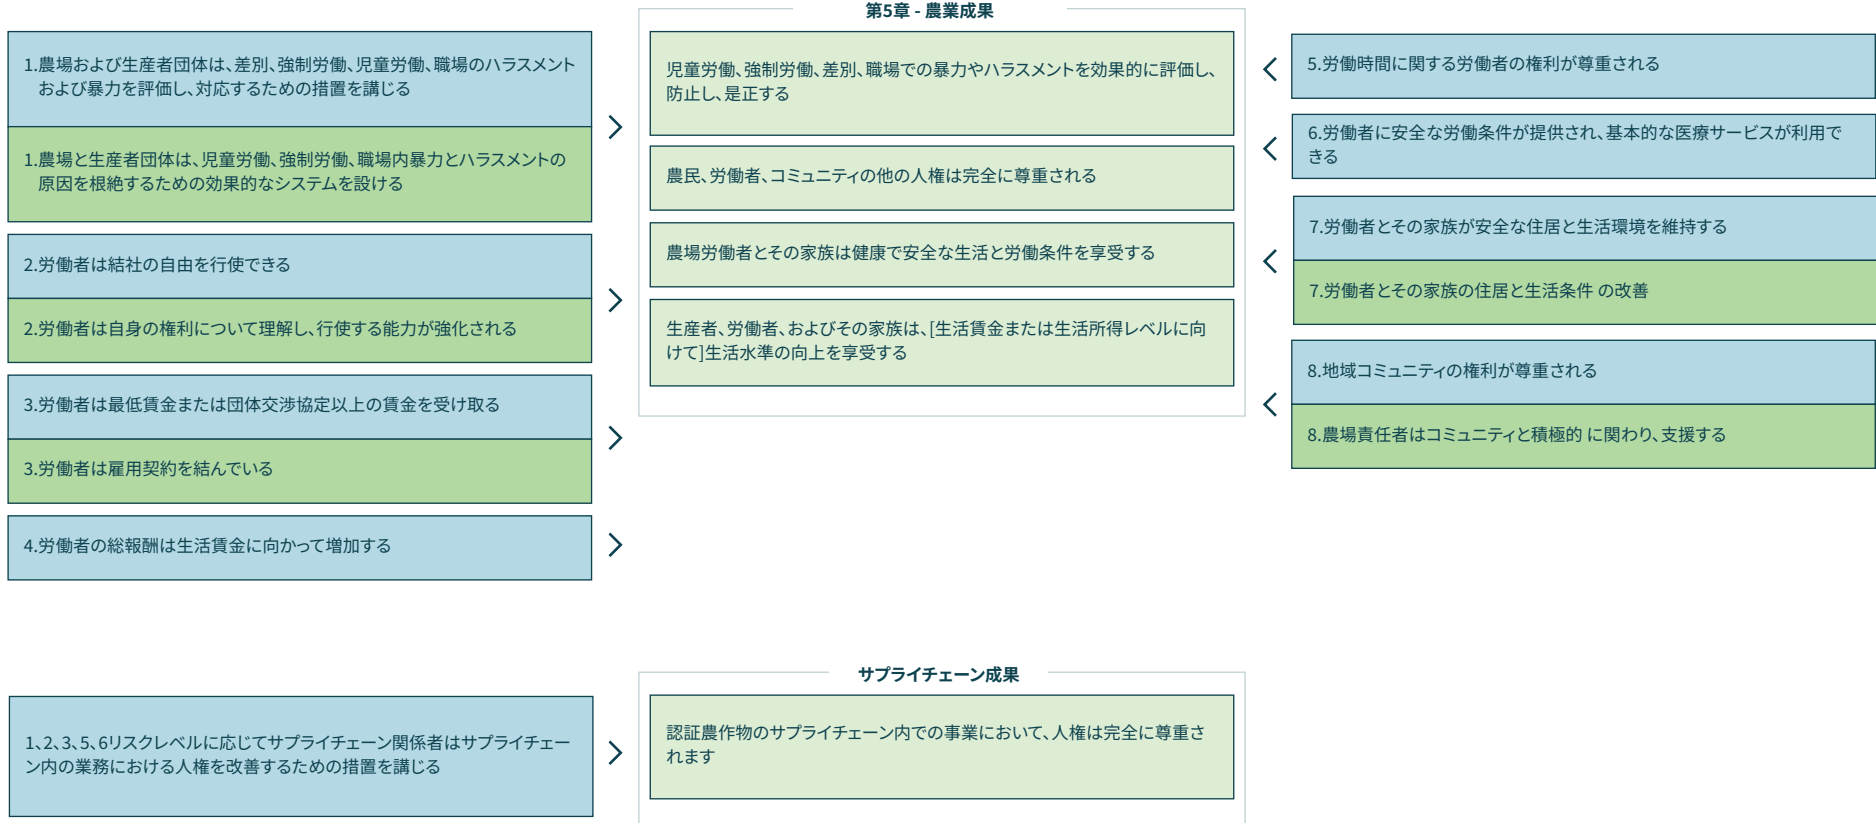 第5章 - 農業成果
1.農場および生産者団体は、差別、強制労働、児童労働、職場のハラスメント
および暴力を評価し、対応するための措置を講じる
1.農場と生産者団体は、児童労働、強制労働、職場内暴力とハラスメントの
原因を根絶するための効果的なシステムを設ける
2.労働者は結社の自由を行使できる
2.労働者は自身の権利について理解し、行使する能力が強化される
3.労働者は最低賃金または団体交渉協定以上の賃金を受け取る
3.労働者は雇用契約を結んでいる
4.労働者の総報酬は生活賃金に向かって増加する
児童労働、強制労働、差別、職場での暴力やハラスメントを効果的に評価し、
防止し、是正する
農民、労働者、コミュニティの他の人権は完全に尊重される
農場労働者とその家族は健康で安全な生活と労働条件を享受する
生産者、労働者、およびその家族は、[生活賃金または生活所得レベルに向
けて]生活水準の向上を享受する
5.労働時間に関する労働者の権利が尊重される
6.労働者に安全な労働条件が提供され、基本的な医療サービスが利用で
きる
7.労働者とその家族が安全な住居と生活環境を維持する
7.労働者とその家族の住居と生活条件 の改善
8.地域コミュニティの権利が尊重される
8.農場責任者はコミュニティと積極的 に関わり、支援する
サプライチェーン成果
1、2、3、5、6リスクレベルに応じてサプライチェーン関係者はサプライチェー
ン内の業務における人権を改善するための措置を講じる
認証農作物のサプライチェーン内での事業において、人権は完全に尊重さ
れます